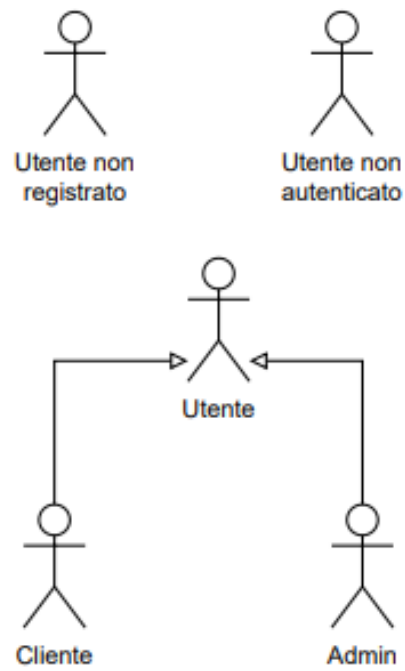 Utente non
registrato
Utente non
autenticato
Utente
Cliente
Admin